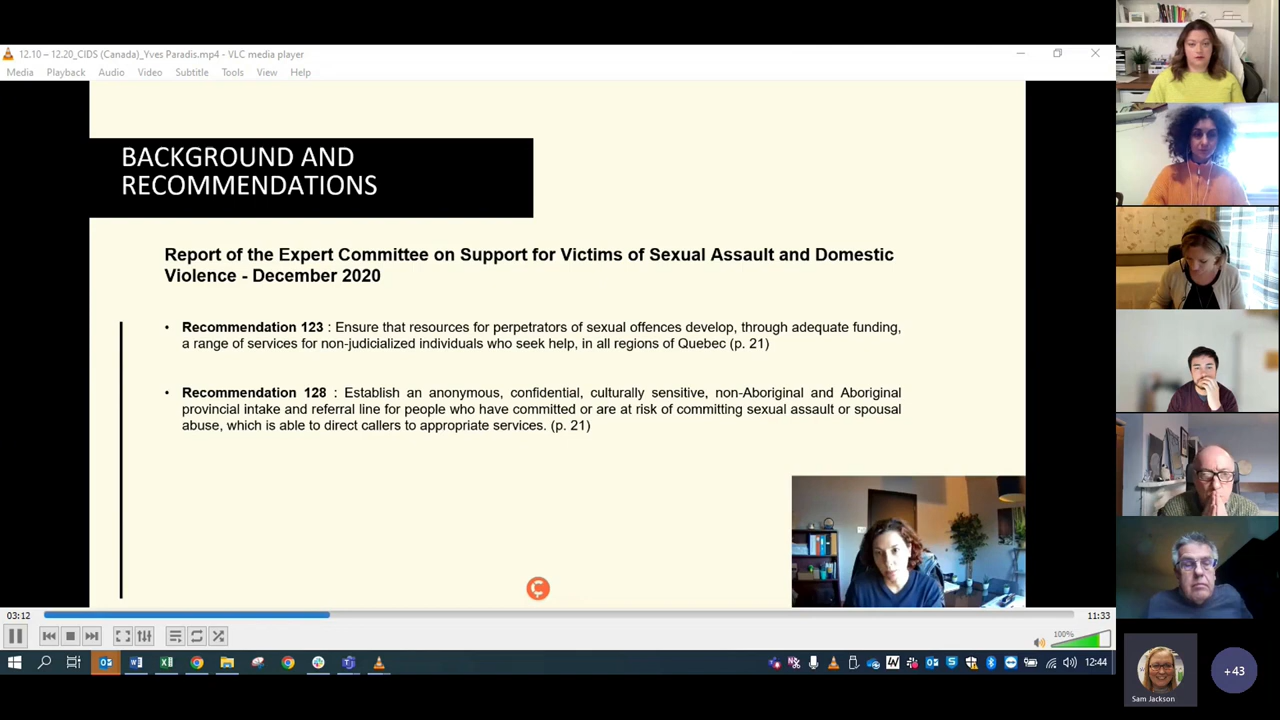 12.10 – 12.20_CIDS (Canada)_Yves Paradis.mp4 - VLC media player
Media Playback Audio Video Subtitle Tools View Help
BACKGROUND AND
RECOMMENDATIONS
Report of the Expert Committee on Support for Victims of Sexual Assault and Domestic
Violence - December 2020
• Recommendation 123 : Ensure that resources for perpetrators of sexual offences develop, through adequate funding,
a range of services for non-judicialized individuals who seek help, in all regions of Quebec (p. 21)
• Recommendation 128 : Establish an anonymous, confidential, culturally sensitive, non-Aboriginal and Aboriginal
provincial intake and referral line for people who have committed or are at risk of committing sexual assault or spousal
abuse, which is able to direct callers to appropriate services. (p. 21)
03:12
11:33
100%
12:44
Sam Jackson
+43